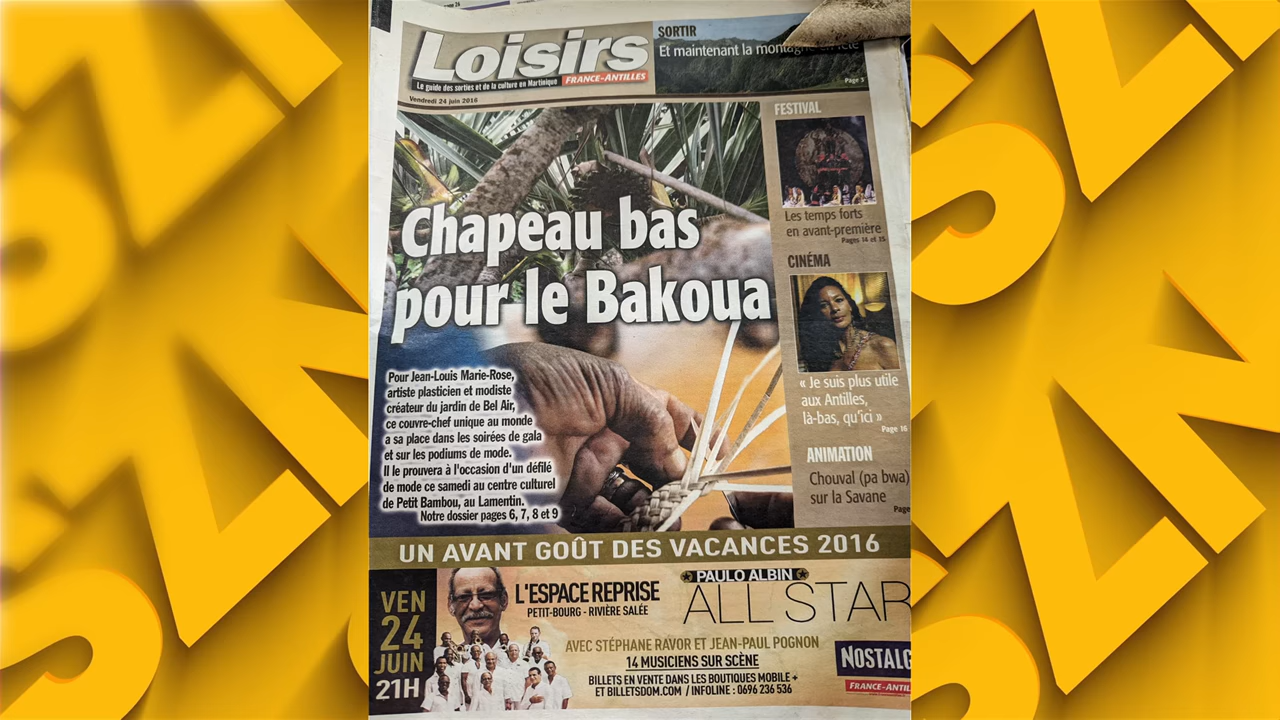 Loisirs
Le guide des sorties et de la culture en Martinique FRANCE-ANTILLES
Vendredi 24 juin 2016
SORTIR
Et maintenant la montagne en fête
Page 3
FESTIVAL
Les temps forts
en avant-première
Pages 14 et 15
CINÉMA
« Je suis plus utile
aux Antilles,
là-bas, qu'ici »
Page 16
ANIMATION
Chouval (pa bwa)
sur la Savane
Page
Chapeau bas
pour le Bakoua
Pour Jean-Louis Marie-Rose,
artiste plasticien et modiste
créateur du jardin de Bel Air,
ce couvre-chef unique au monde
a sa place dans les soirées de gala
et sur les podiums de mode.
Il le prouvera à l'occasion d'un défilé
de mode ce samedi au centre culturel
de Petit Bambou, au Lamentin.
Notre dossier pages 6, 7, 8 et 9
UN AVANT GOÛT DES VACANCES 2016
VEN
24
JUIN
21H
L'ESPACE REPRISE
PETIT-BOURG - RIVIÈRE SALÉE
PAULO ALBIN
ALL STAR
AVEC STÉPHANE RAVOR ET JEAN-PAUL POGNON
14 MUSICIENS SUR SCÈNE
BILLETS EN VENTE DANS LES BOUTIQUES MOBILE +
ET BILLETSDOM.COM / INFOLINE : 0696 236 536
NOSTALG
FRANCE-ANTIL